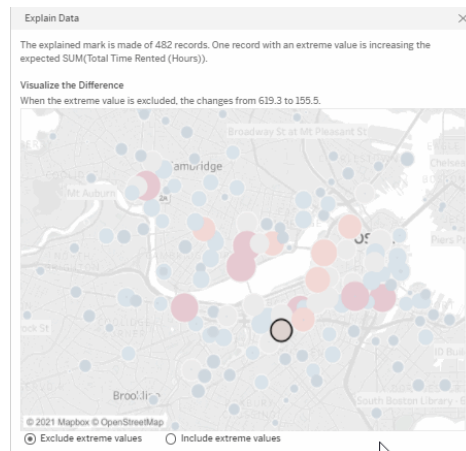 Explain Data
The explained mark is made of 482 records. One record with an extreme value is increasing the
expected SUM(Total Time Rented (Hours)).
Visualize the Difference
When the extreme value is excluded, the changes from 619.3 to 155.5.
Broadway St at Mt Pleasant St
Chelsea
Mt Auburn
South Boston Library - 6
© 2021 Mapbox © OpenStreetMap
Exclude extreme values
Include extreme values